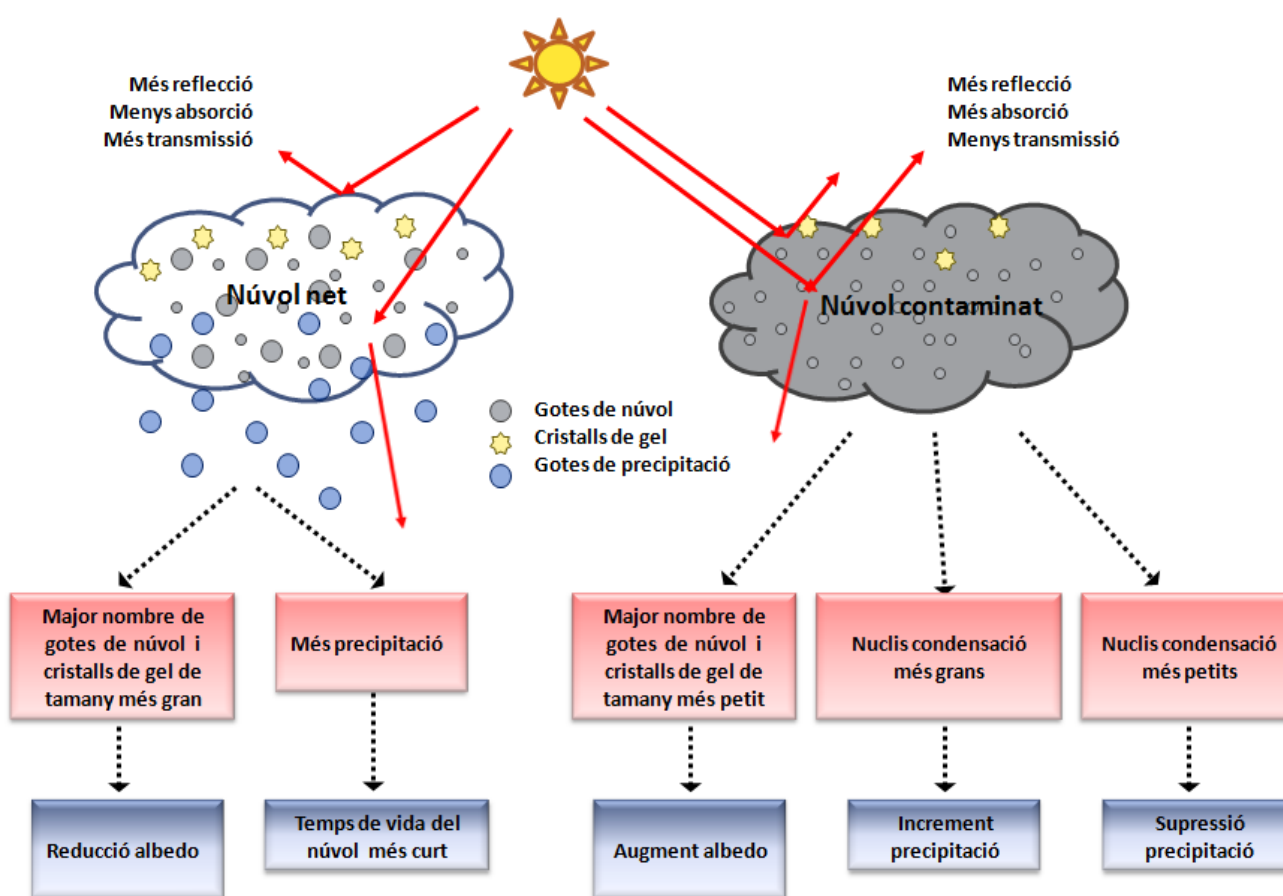 Més reflecció
Menys absorció
Més transmissió
Més reflecció
Més absorció
Menys transmissió
Núvol net
Núvol contaminat
Gotes de núvol
Cristalls de gel
Gotes de precipitació
Major nombre de
gotes de núvol i
cristalls de gel de
tamany més gran
Més precipitació
Major nombre de
gotes de núvol i
cristalls de gel de
tamany més petit
Nuclis condensació
més grans
Nuclis condensació
més petits
Reducció albedo
Temps de vida del
núvol més curt
Augment albedo
Increment
precipitació
Supressió
precipitació